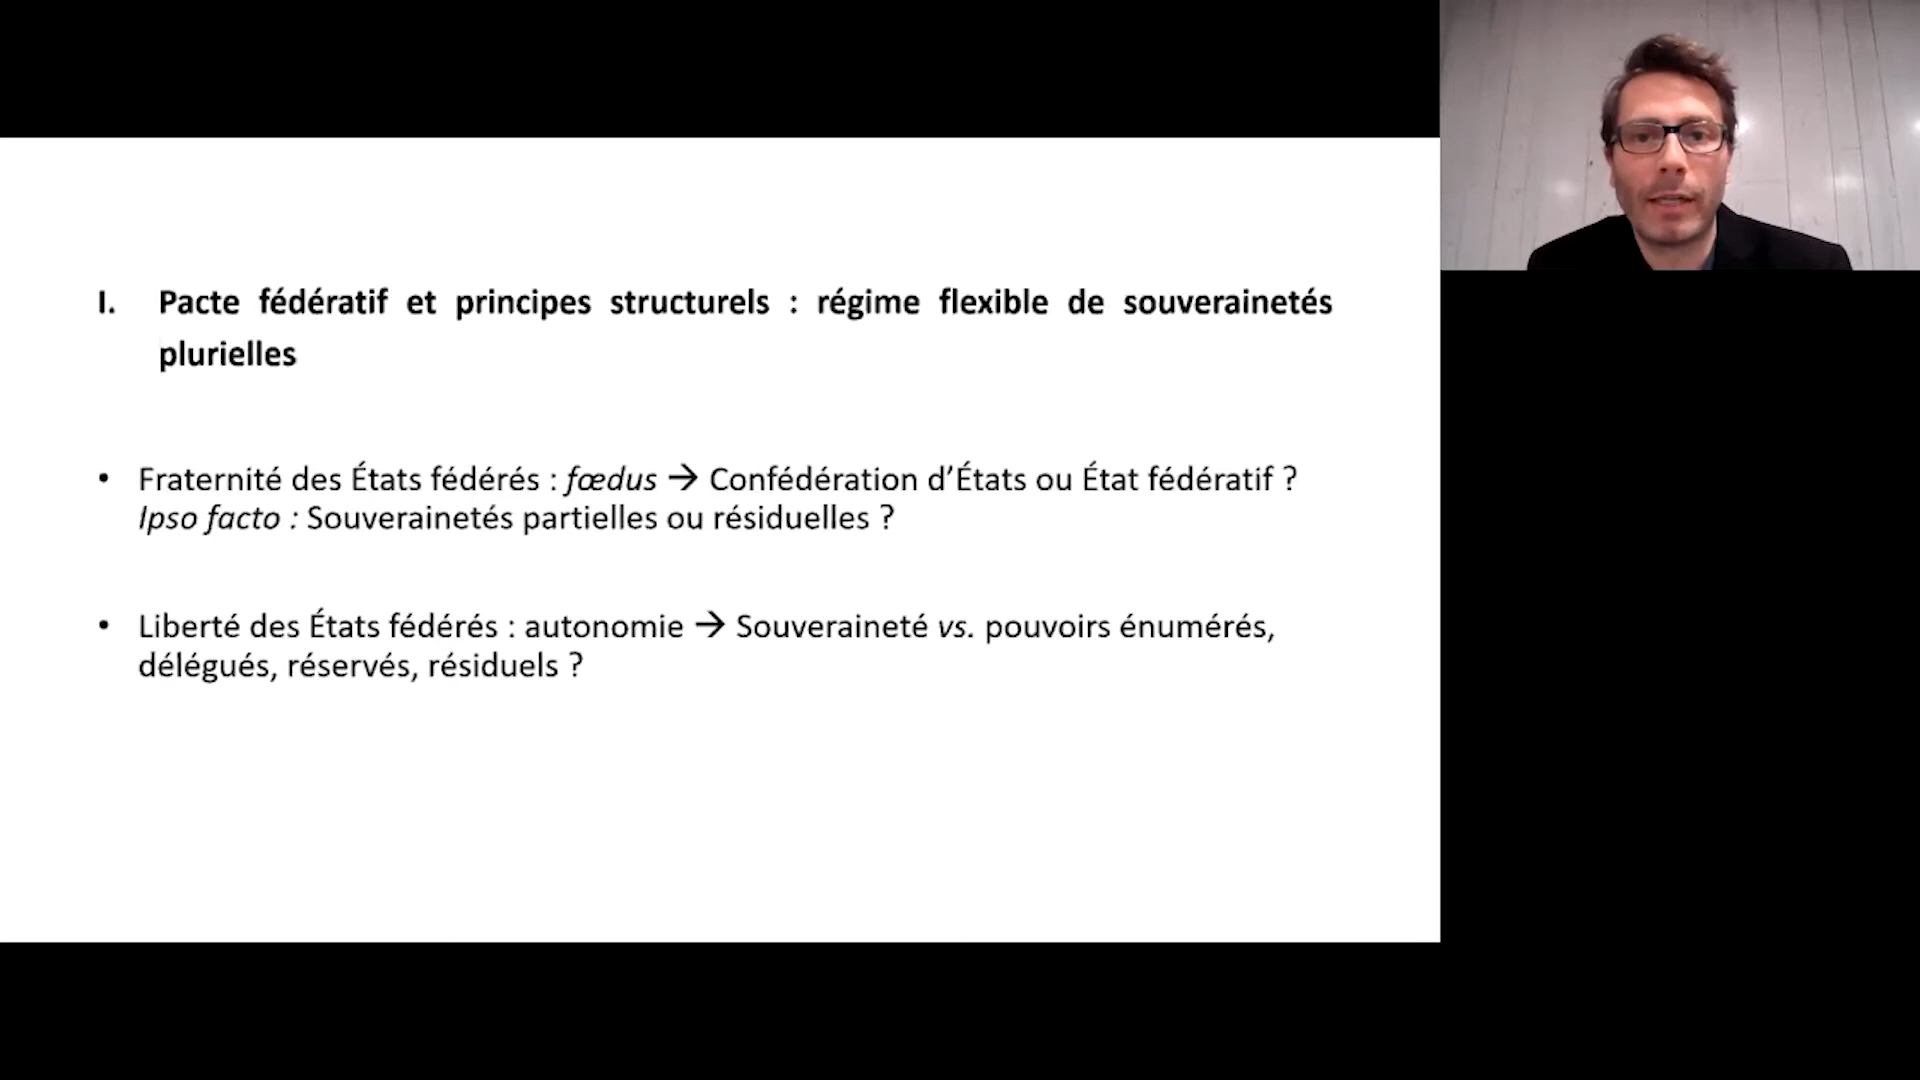 I. Pacte fédératif et principes structurels : régime flexible de souverainetés
plurielles
• Fraternité des États fédérés : fœdus → Confédération d’États ou État fédératif ?
Ipso facto : Souverainetés partielles ou résiduelles ?
• Liberté des États fédérés : autonomie → Souveraineté vs. pouvoirs énumérés,
délégués, réservés, résiduels ?